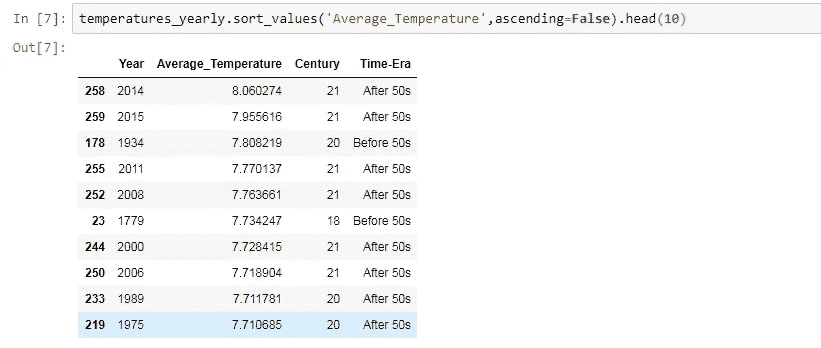 In [7]: temperatures_yearly.sort_values('Average_Temperature',ascending=False).head(10)
Out[7]:
Year Average_Temperature Century Time-Era
258 2014 8.060274 21 After 50s
259 2015 7.955616 21 After 50s
178 1934 7.808219 20 Before 50s
255 2011 7.770137 21 After 50s
252 2008 7.763661 21 After 50s
23 1779 7.734247 18 Before 50s
244 2000 7.728415 21 After 50s
250 2006 7.718904 21 After 50s
233 1989 7.711781 20 After 50s
219 1975 7.710685 20 After 50s